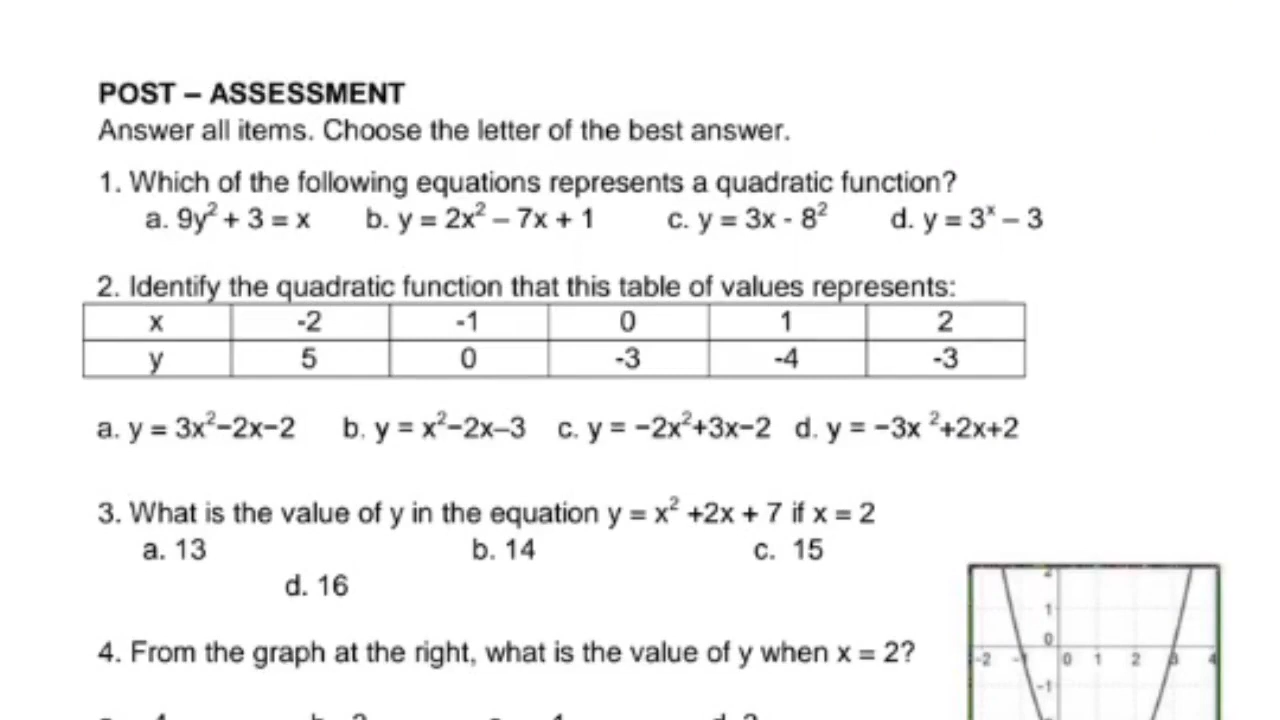 POST – ASSESSMENT
Answer all items. Choose the letter of the best answer.
1. Which of the following equations represents a quadratic function?
a. 9y² + 3 = x b. y = 2x² – 7x + 1 c. y = 3x - 8² d. y = 3ˣ – 3
2. Identify the quadratic function that this table of values represents:
x -2 -1 0 1 2
y 5 0 -3 -4 -3
a. y = 3x²−2x−2 b. y = x²−2x–3 c. y = −2x²+3x−2 d. y = −3x ²+2x+2
3. What is the value of y in the equation y = x² +2x + 7 if x = 2
a. 13 b. 14 c. 15
d. 16
4. From the graph at the right, what is the value of y when x = 2?
2
1
0
-2 0 1 2 3 4
-1